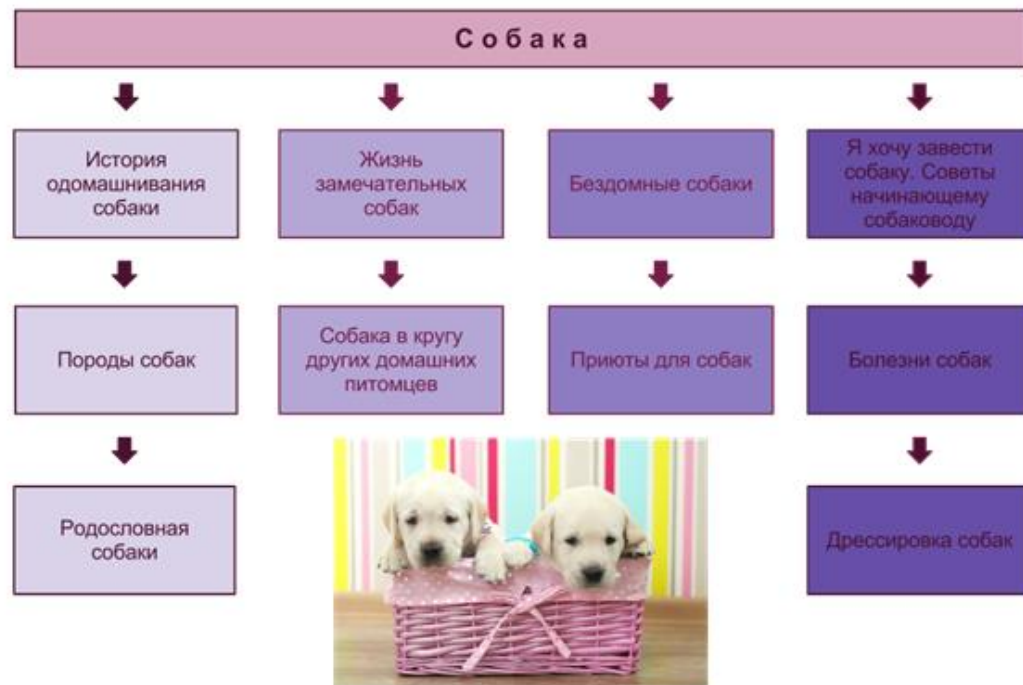 Собака
История
одомашнивания
собаки
Жизнь
замечательных
собак
Бездомные собаки
Я хочу завести
собаку. Советы
начинающему
собаководу
Породы собак
Собака в кругу
других домашних
питомцев
Приюты для собак
Болезни собак
Родословная
собаки
Дрессировка собак